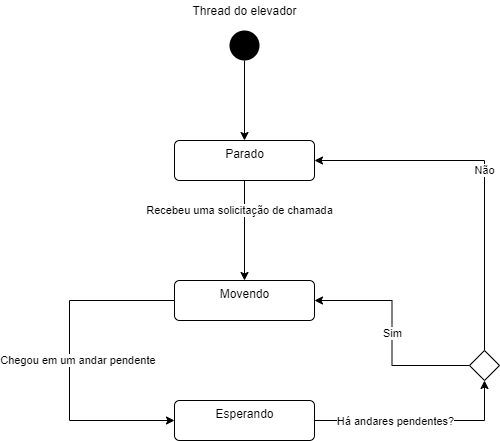 Thread do elevador
Parado
Não
Recebeu uma solicitação de chamada
Movendo
Sim
Chegou em um andar pendente
Esperando
Há andares pendentes?